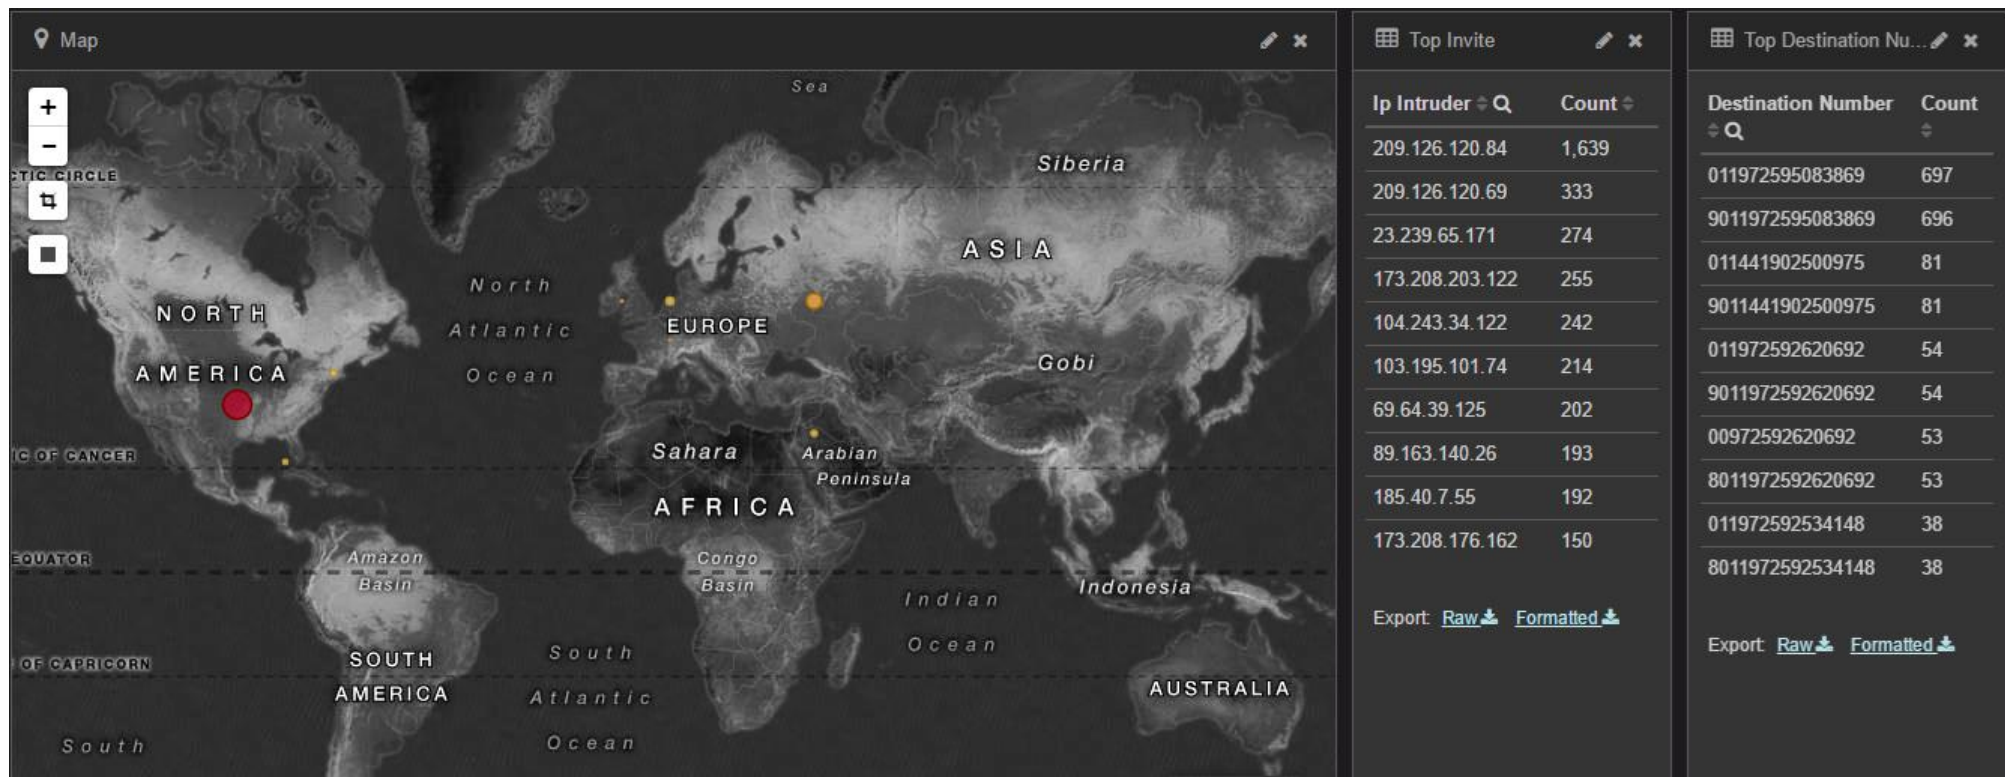 Map
Sea
+
−
CTIC CIRCLE
Siberia
ASIA
North
NORTH
Atlantic
EUROPE
Gobi
AMERICA
Ocean
Sahara
Arabian
IC OF CANCER
Peninsula
AFRICA
EQUATOR
Amazon
Congo
Basin
Basin
Indonesia
Indian
Ocean
South
OF CAPRICORN
SOUTH
AUSTRALIA
AMERICA
Atlantic
South
Ocean
Top Invite
Ip Intruder Count
209.126.120.84 1,639
209.126.120.69 333
23.239.65.171 274
173.208.203.122 255
104.243.34.122 242
103.195.101.74 214
69.64.39.125 202
89.163.140.26 193
185.40.7.55 192
173.208.176.162 150
Export: Raw Formatted
Top Destination Nu...
Destination Number Count
011972595083869 697
9011972595083869 696
011441902500975 81
9011441902500975 81
011972592620692 54
9011972592620692 54
00972592620692 53
8011972592620692 53
011972592534148 38
8011972592534148 38
Export: Raw Formatted